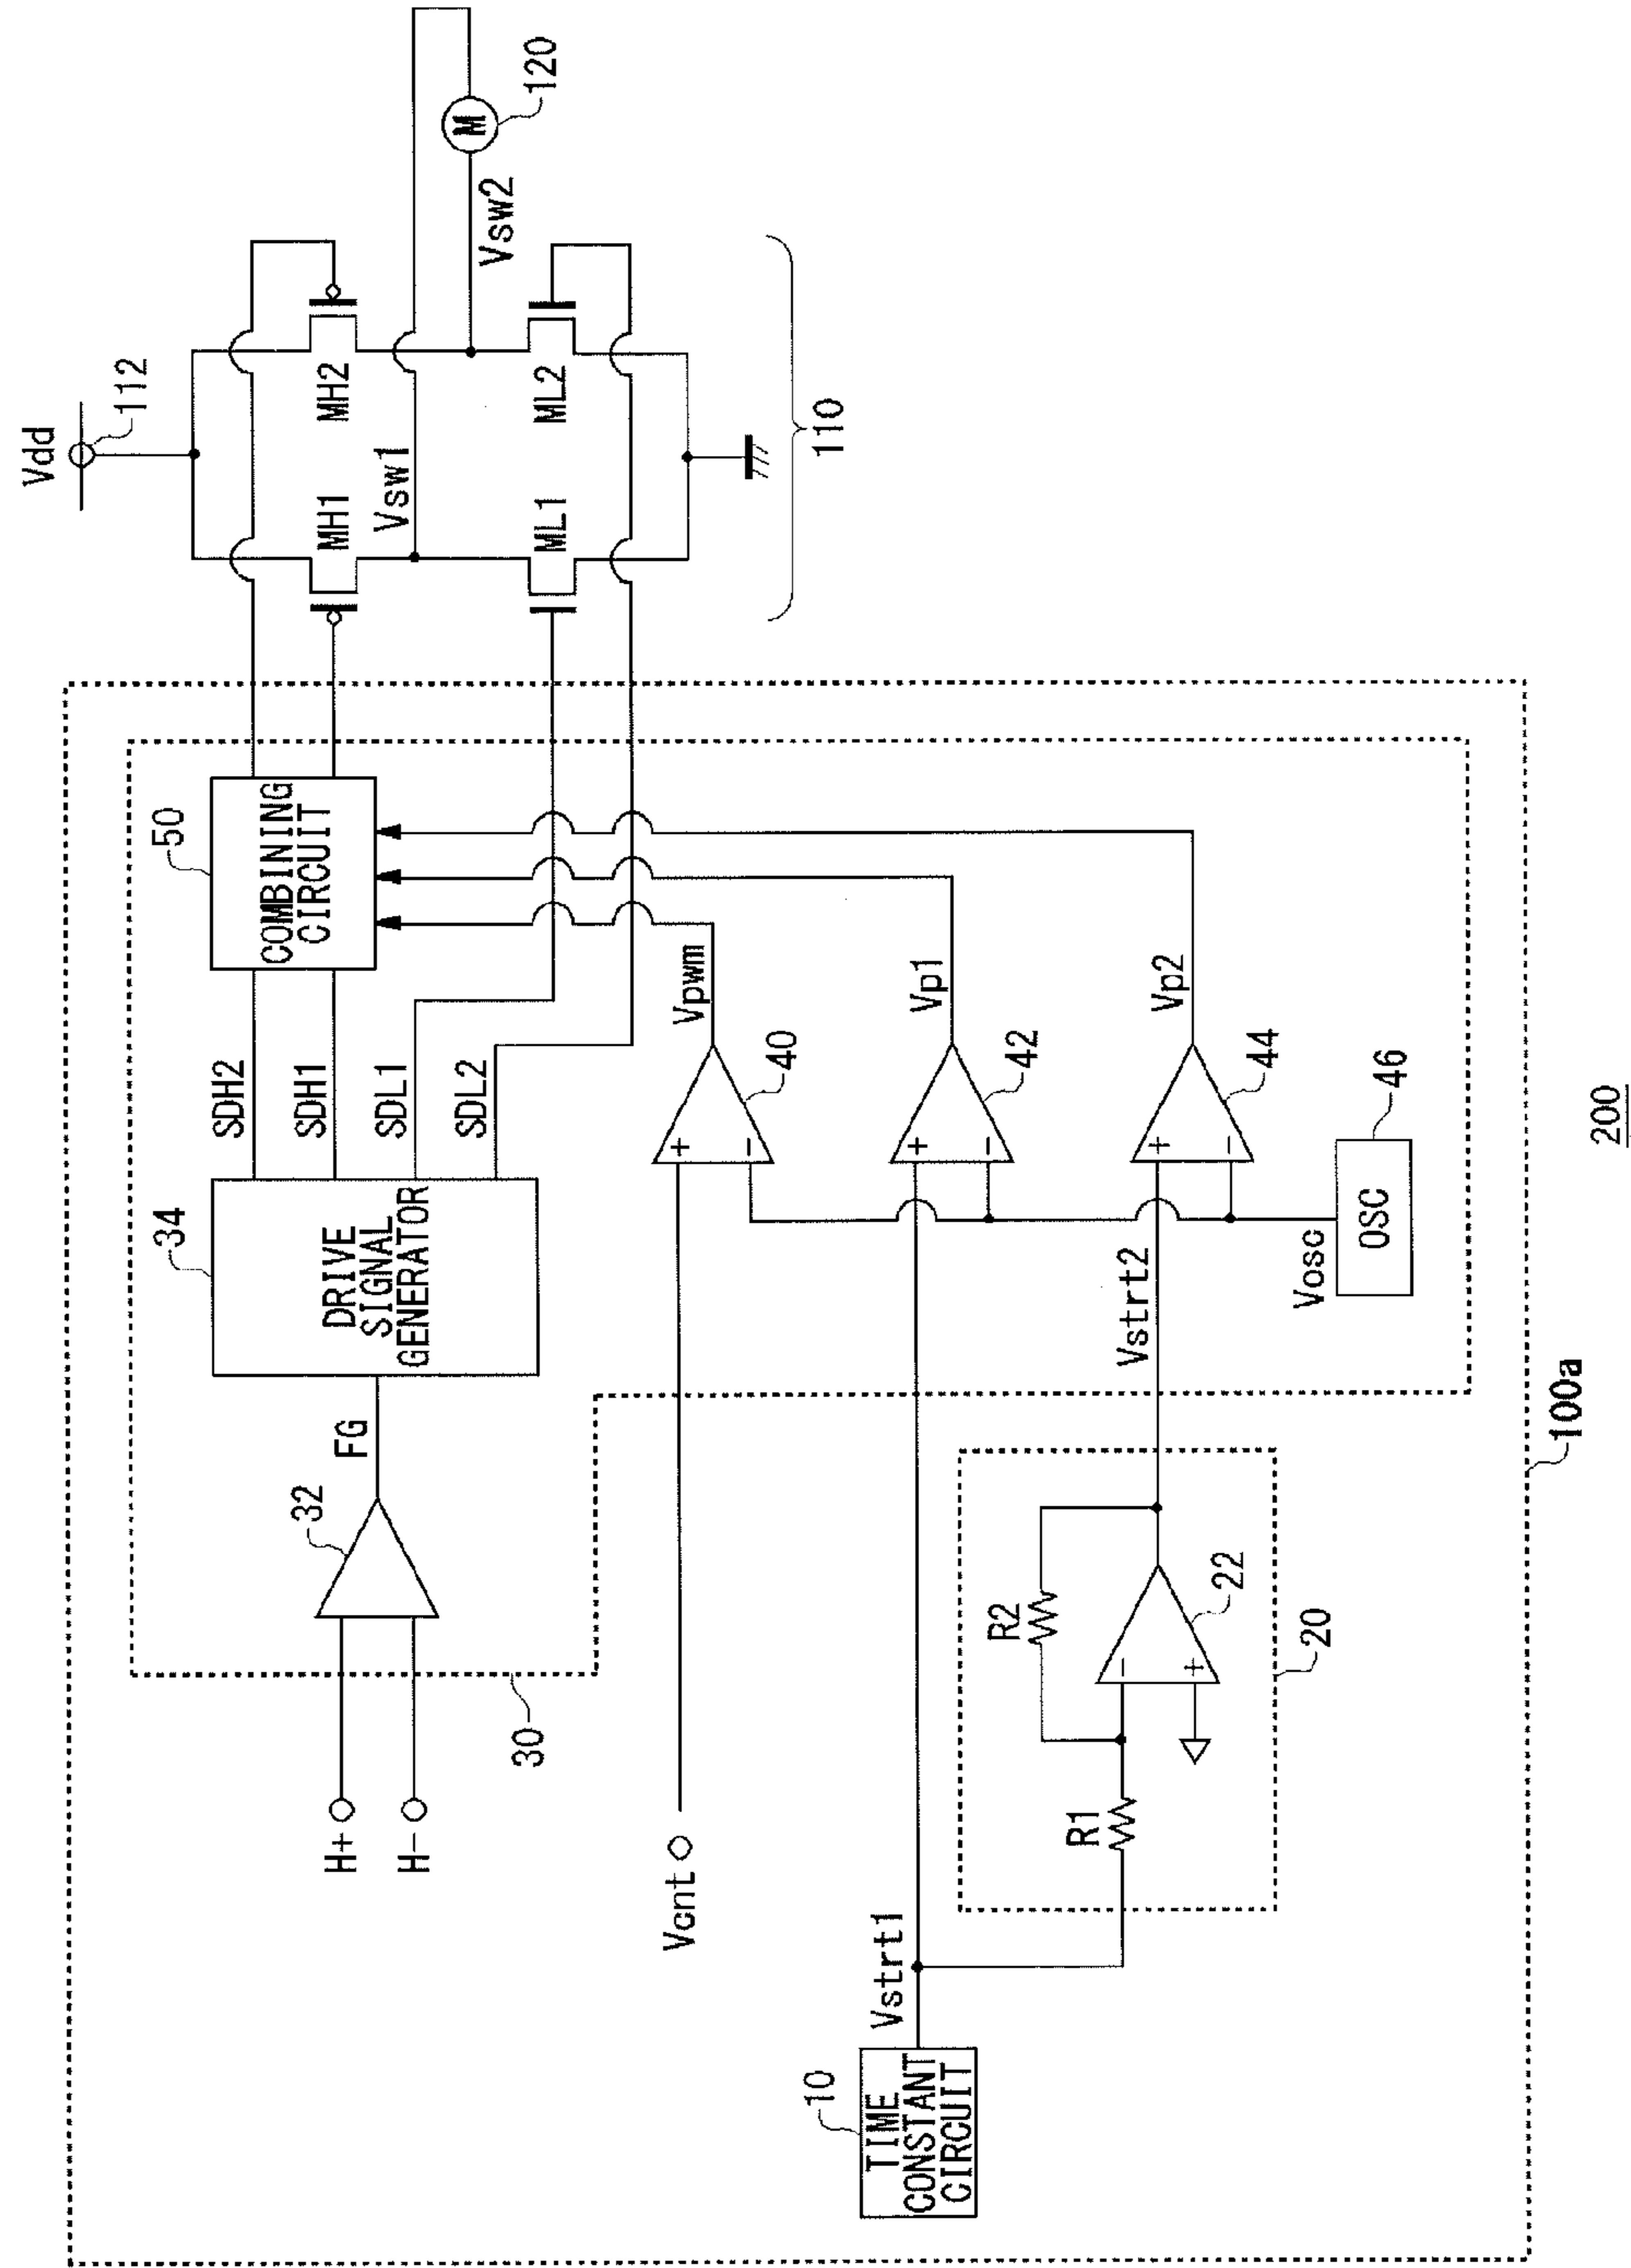 Vdd
112
MH1
MH2
Vsw1
Vsw2
M
120
ML1
ML2
110
50
COMBINING
CIRCUIT
SDH2
SDH1
SDL1
SDL2
34
DRIVE
SIGNAL
GENERATOR
FG
32
H+
H-
30
Vpwm
+
-
40
Vcnt
Vp1
+
-
42
Vp2
+
-
44
Vstrt2
Vosc
OSC
46
R2
-
+
22
R1
20
Vstrt1
10
TIME
CONSTANT
CIRCUIT
100a
200